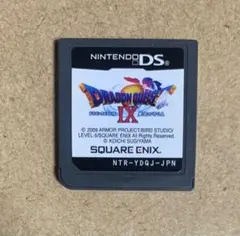 NINTENDO DS
DRAGON QUEST
IX
© 2009 ARMOR PROJECT/BIRD STUDIO/
LEVEL-5/SQUARE ENIX All Rights Reserved.
© KOICHI SUGIYAMA
SQUARE ENIX
NTR-YDQJ-JPN